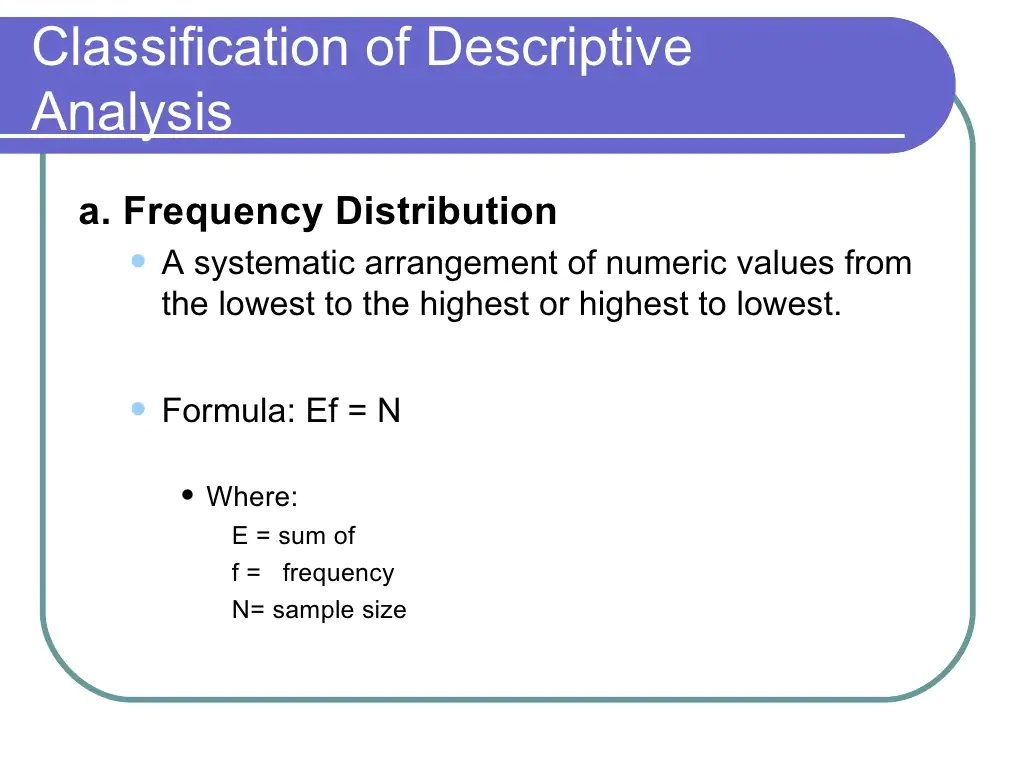 Classification of Descriptive
Analysis
a. Frequency Distribution
A systematic arrangement of numeric values from
the lowest to the highest or highest to lowest.
Formula: Ef = N
Where:
E = sum of
f = frequency
N= sample size